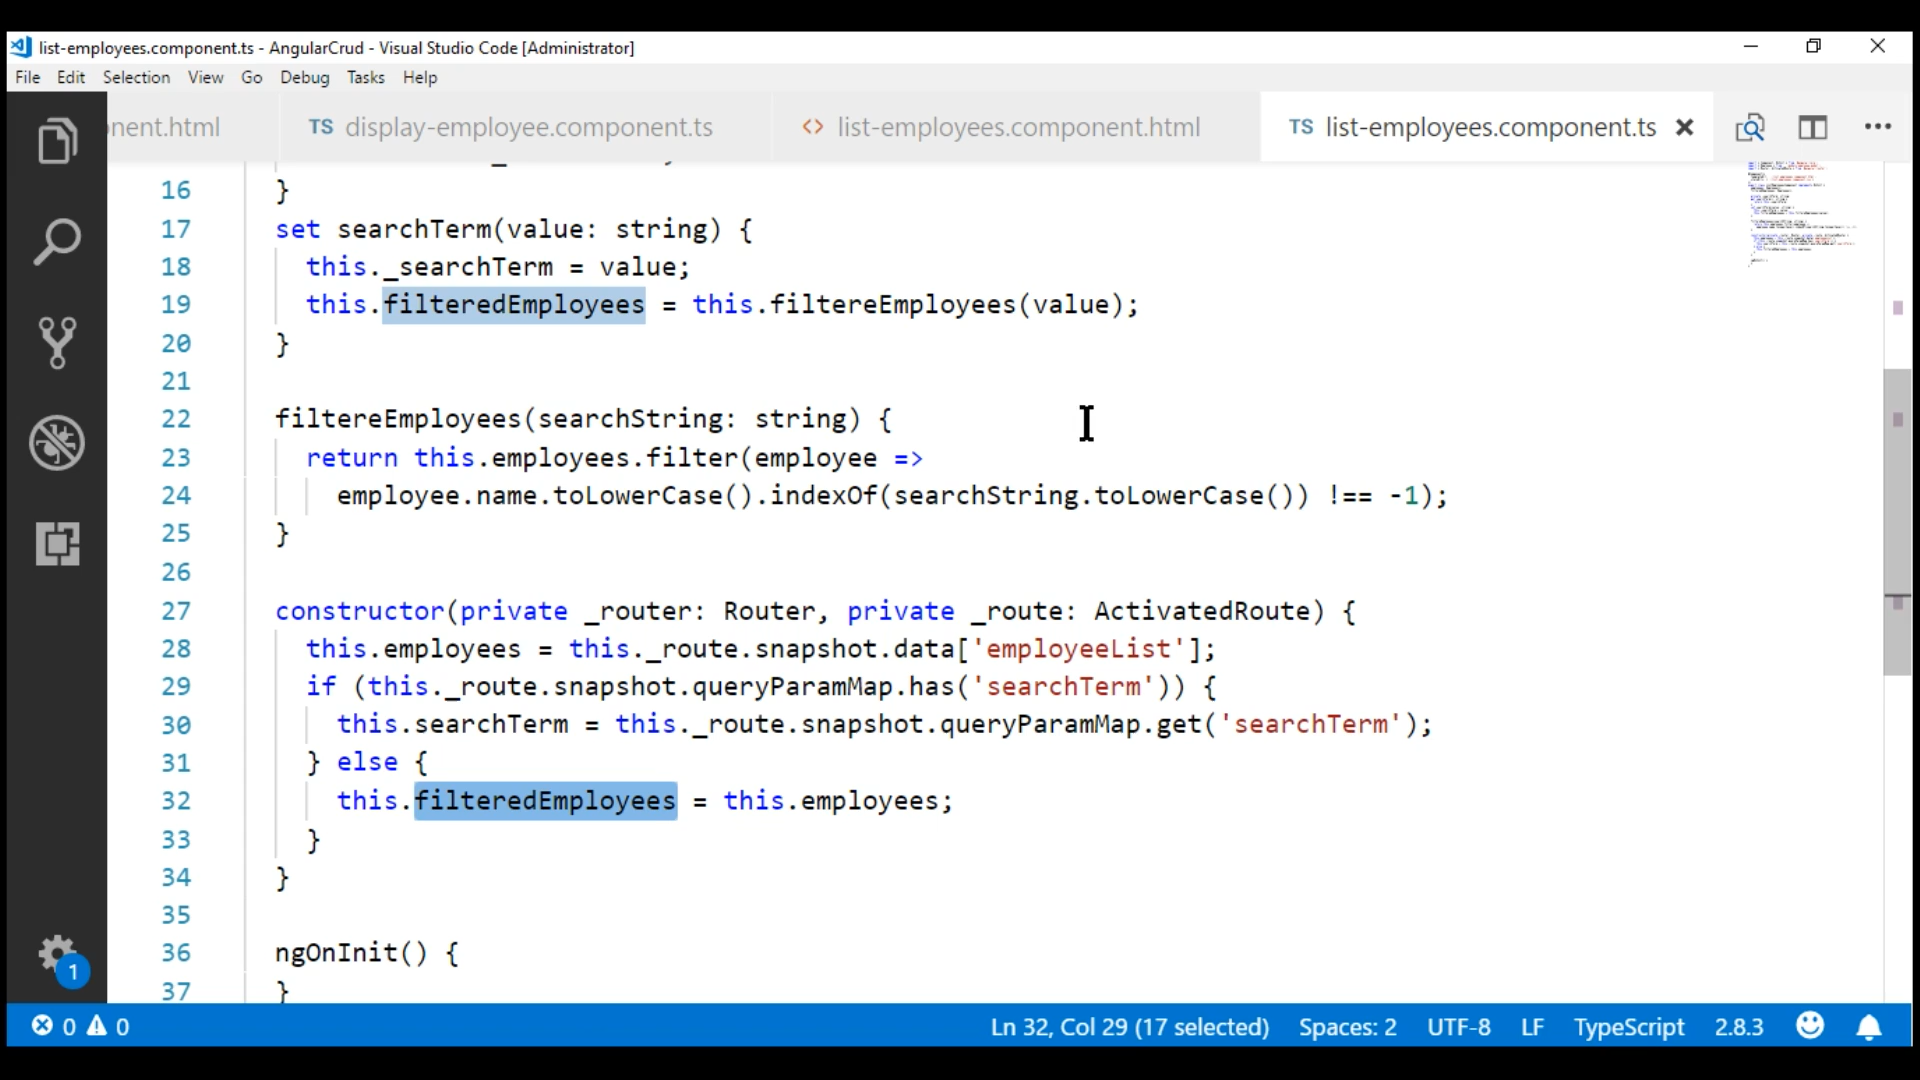 list-employees.component.ts - AngularCrud - Visual Studio Code [Administrator]
File Edit Selection View Go Debug Tasks Help
nent.html TS display-employee.component.ts <> list-employees.component.html TS list-employees.component.ts
16 }
17 set searchTerm(value: string) {
18 this._searchTerm = value;
19 this.filteredEmployees = this.filtereEmployees(value);
20 }
21
22 filtereEmployees(searchString: string) {
23 return this.employees.filter(employee =>
24 employee.name.toLowerCase().indexOf(searchString.toLowerCase()) !== -1);
25 }
26
27 constructor(private _router: Router, private _route: ActivatedRoute) {
28 this.employees = this._route.snapshot.data['employeeList'];
29 if (this._route.snapshot.queryParamMap.has('searchTerm')) {
30 this.searchTerm = this._route.snapshot.queryParamMap.get('searchTerm');
31 } else {
32 this.filteredEmployees = this.employees;
33 }
34 }
35
36 ngOnInit() {
37 }
1
0 0 Ln 32, Col 29 (17 selected) Spaces: 2 UTF-8 LF TypeScript 2.8.3